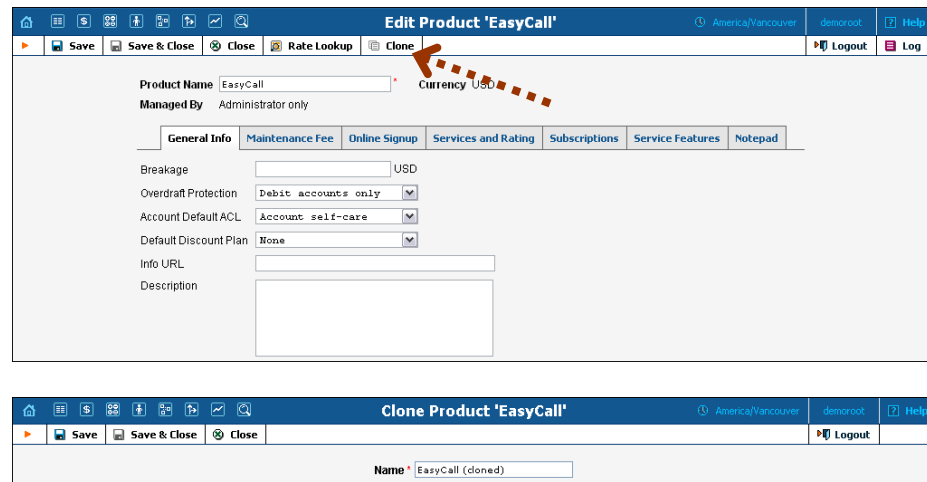 Edit Product 'EasyCall' America/Vancouver demoroot ? Help
Save Save & Close Close Rate Lookup Clone Logout Log
Product Name EasyCall * Currency USD
Managed By Administrator only
General Info Maintenance Fee Online Signup Services and Rating Subscriptions Service Features Notepad
Breakage USD
Overdraft Protection Debit accounts only
Account Default ACL Account self-care
Default Discount Plan None
Info URL
Description
Clone Product 'EasyCall' America/Vancouver demoroot ? Help
Save Save & Close Close Logout
Name * EasyCall (cloned)